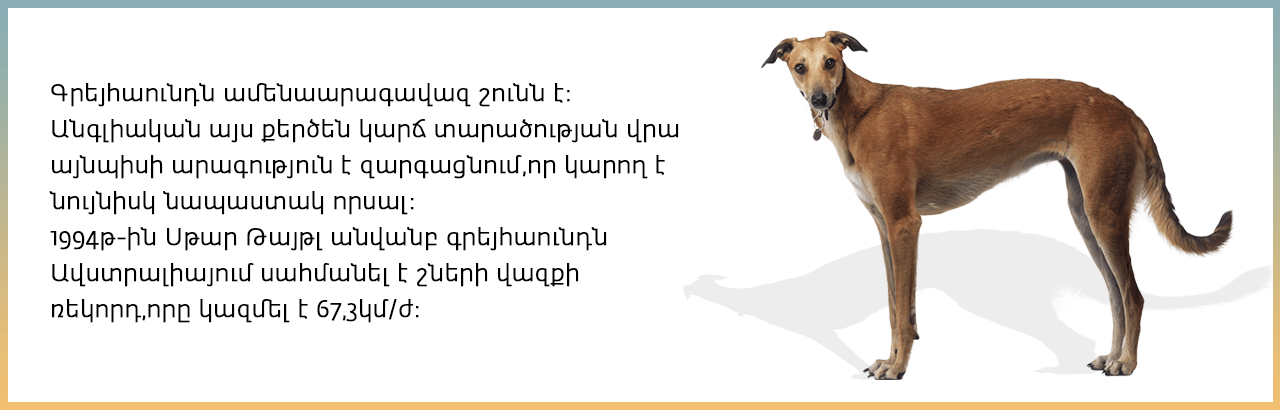 Գրեյհաունդն ամենաարագավազ շունն է:
Անգլիական այս քերծեն կարճ տարածության վրա
այնպիսի արագություն է զարգացնում,որ կարող է
նույնիսկ նապաստակ որսալ:
1994թ-ին Սթար Թայթլ անվանբ գրեյհաունդն
Ավստրալիայում սահմանել է շների վազքի
ռեկորդ,որը կազմել է 67,3կմ/ժ: